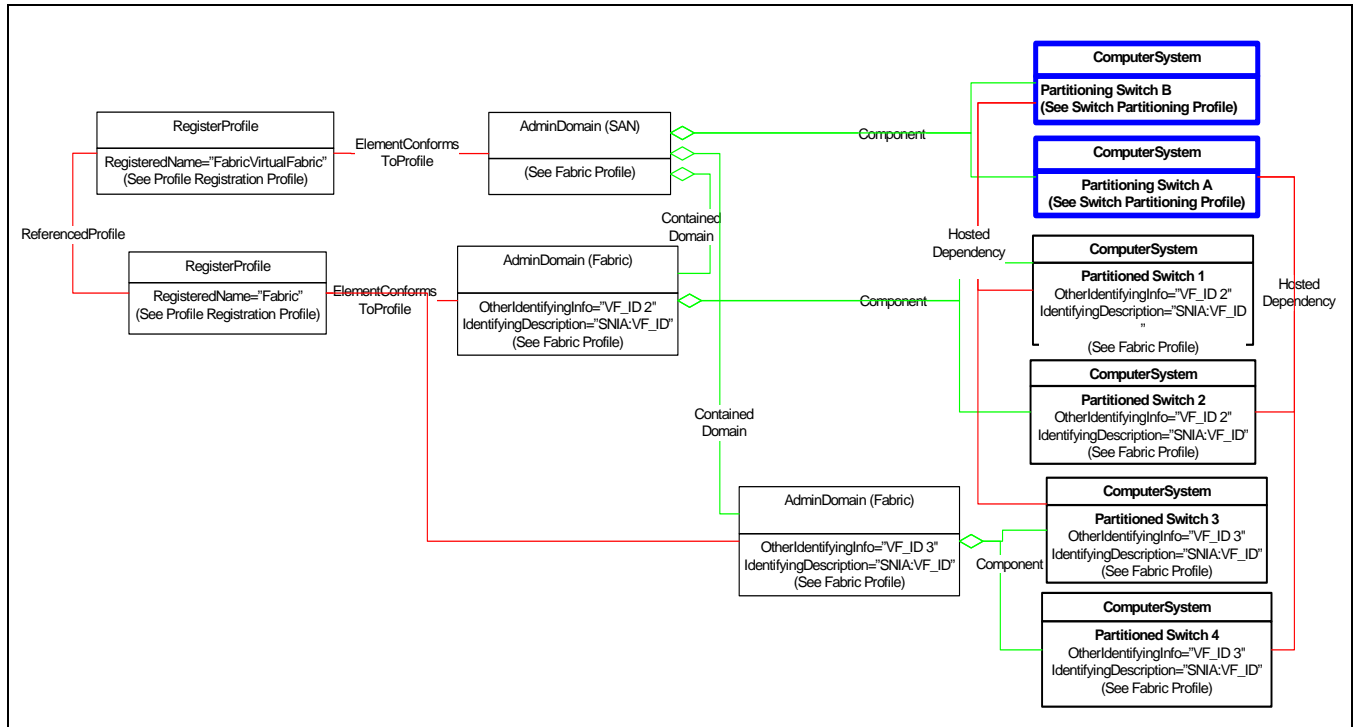 ComputerSystem
Partitioning Switch B
(See Switch Partitioning Profile)
RegisterProfile
RegisteredName="FabricVirtualFabric"
(See Profile Registration Profile)
ElementConforms
ToProfile
AdminDomain (SAN)
(See Fabric Profile)
Component
ComputerSystem
Partitioning Switch A
(See Switch Partitioning Profile)
ReferencedProfile
Contained
Domain
Hosted
Dependency
RegisterProfile
RegisteredName="Fabric"
(See Profile Registration Profile)
ElementConforms
ToProfile
AdminDomain (Fabric)
OtherIdentifyingInfo="VF_ID 2"
IdentifyingDescription="SNIA:VF_ID"
(See Fabric Profile)
Component
ComputerSystem
Partitioned Switch 1
OtherIdentifyingInfo="VF_ID 2"
IdentifyingDescription="SNIA:VF_ID
"
(See Fabric Profile)
Hosted
Dependency
ComputerSystem
Partitioned Switch 2
OtherIdentifyingInfo="VF_ID 2"
IdentifyingDescription="SNIA:VF_ID"
(See Fabric Profile)
Contained
Domain
AdminDomain (Fabric)
OtherIdentifyingInfo="VF_ID 3"
IdentifyingDescription="SNIA:VF_ID"
(See Fabric Profile)
Component
ComputerSystem
Partitioned Switch 3
OtherIdentifyingInfo="VF_ID 3"
IdentifyingDescription="SNIA:VF_ID"
(See Fabric Profile)
ComputerSystem
Partitioned Switch 4
OtherIdentifyingInfo="VF_ID 3"
IdentifyingDescription="SNIA:VF_ID"
(See Fabric Profile)